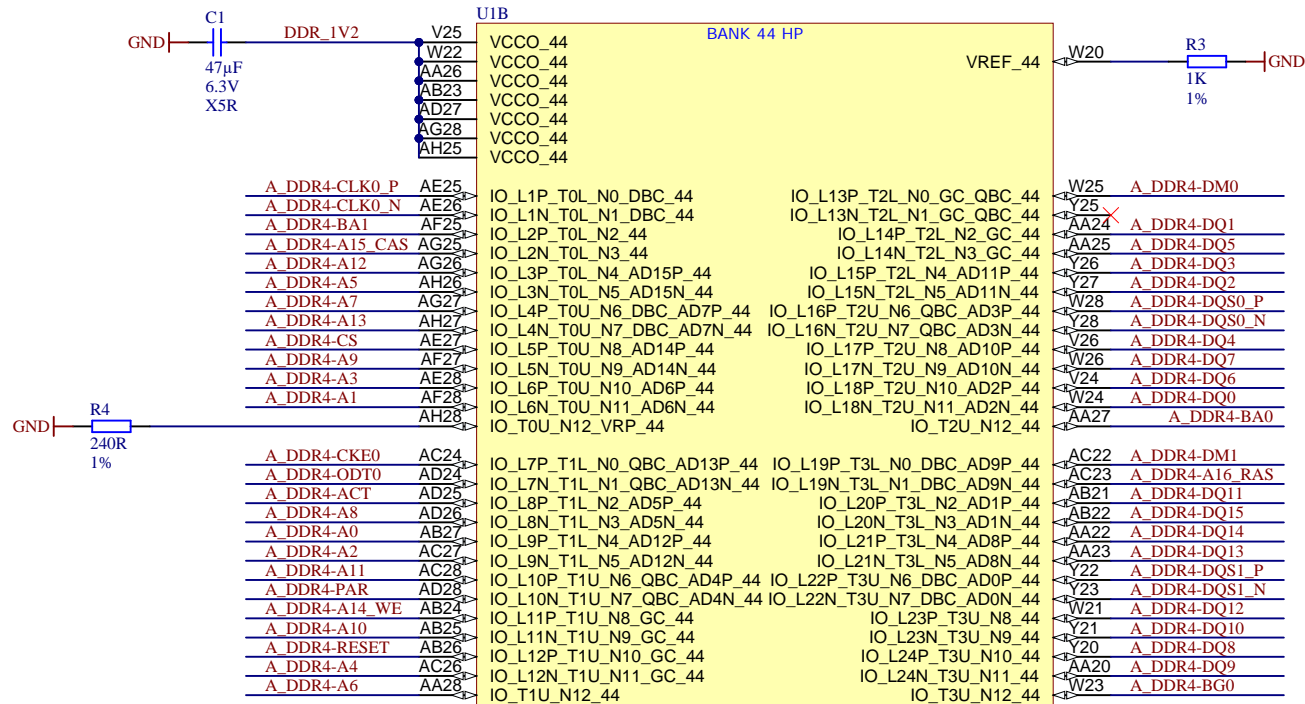 U1B
BANK 44 HP
C1
GND
47µF
6.3V
X5R
DDR_1V2
V25 VCCO_44
W22 VCCO_44
AA26 VCCO_44
AB23 VCCO_44
AD27 VCCO_44
AG28 VCCO_44
AH25 VCCO_44
VREF_44 W20
R3
1K
1%
GND
A_DDR4-CLK0_P AE25 IO_L1P_T0L_N0_DBC_44 IO_L13P_T2L_N0_GC_QBC_44 W25 A_DDR4-DM0
A_DDR4-CLK0_N AE26 IO_L1N_T0L_N1_DBC_44 IO_L13N_T2L_N1_GC_QBC_44 Y25
A_DDR4-BA1 AF25 IO_L2P_T0L_N2_44 IO_L14P_T2L_N2_GC_44 AA24 A_DDR4-DQ1
A_DDR4-A15_CAS AG25 IO_L2N_T0L_N3_44 IO_L14N_T2L_N3_GC_44 AA25 A_DDR4-DQ5
A_DDR4-A12 AG26 IO_L3P_T0L_N4_AD15P_44 IO_L15P_T2L_N4_AD11P_44 Y26 A_DDR4-DQ3
A_DDR4-A5 AH26 IO_L3N_T0L_N5_AD15N_44 IO_L15N_T2L_N5_AD11N_44 Y27 A_DDR4-DQ2
A_DDR4-A7 AG27 IO_L4P_T0U_N6_DBC_AD7P_44 IO_L16P_T2U_N6_QBC_AD3P_44 W28 A_DDR4-DQS0_P
A_DDR4-A13 AH27 IO_L4N_T0U_N7_DBC_AD7N_44 IO_L16N_T2U_N7_QBC_AD3N_44 Y28 A_DDR4-DQS0_N
A_DDR4-CS AE27 IO_L5P_T0U_N8_AD14P_44 IO_L17P_T2U_N8_AD10P_44 V26 A_DDR4-DQ4
A_DDR4-A9 AF27 IO_L5N_T0U_N9_AD14N_44 IO_L17N_T2U_N9_AD10N_44 W26 A_DDR4-DQ7
A_DDR4-A3 AE28 IO_L6P_T0U_N10_AD6P_44 IO_L18P_T2U_N10_AD2P_44 V24 A_DDR4-DQ6
A_DDR4-A1 AF28 IO_L6N_T0U_N11_AD6N_44 IO_L18N_T2U_N11_AD2N_44 W24 A_DDR4-DQ0
AH28 IO_T0U_N12_VRP_44 IO_T2U_N12_44 AA27 A_DDR4-BA0
R4
GND
240R
1%
A_DDR4-CKE0 AC24 IO_L7P_T1L_N0_QBC_AD13P_44 IO_L19P_T3L_N0_DBC_AD9P_44 AC22 A_DDR4-DM1
A_DDR4-ODT0 AD24 IO_L7N_T1L_N1_QBC_AD13N_44 IO_L19N_T3L_N1_DBC_AD9N_44 AC23 A_DDR4-A16_RAS
A_DDR4-ACT AD25 IO_L8P_T1L_N2_AD5P_44 IO_L20P_T3L_N2_AD1P_44 AB21 A_DDR4-DQ11
A_DDR4-A8 AD26 IO_L8N_T1L_N3_AD5N_44 IO_L20N_T3L_N3_AD1N_44 AB22 A_DDR4-DQ15
A_DDR4-A0 AB27 IO_L9P_T1L_N4_AD12P_44 IO_L21P_T3L_N4_AD8P_44 AA22 A_DDR4-DQ14
A_DDR4-A2 AC27 IO_L9N_T1L_N5_AD12N_44 IO_L21N_T3L_N5_AD8N_44 AA23 A_DDR4-DQ13
A_DDR4-A11 AC28 IO_L10P_T1U_N6_QBC_AD4P_44 IO_L22P_T3U_N6_DBC_AD0P_44 Y22 A_DDR4-DQS1_P
A_DDR4-PAR AD28 IO_L10N_T1U_N7_QBC_AD4N_44 IO_L22N_T3U_N7_DBC_AD0N_44 Y23 A_DDR4-DQS1_N
A_DDR4-A14_WE AB24 IO_L11P_T1U_N8_GC_44 IO_L23P_T3U_N8_44 W21 A_DDR4-DQ12
A_DDR4-A10 AB25 IO_L11N_T1U_N9_GC_44 IO_L23N_T3U_N9_44 Y21 A_DDR4-DQ10
A_DDR4-RESET AB26 IO_L12P_T1U_N10_GC_44 IO_L24P_T3U_N10_44 Y20 A_DDR4-DQ8
A_DDR4-A4 AC26 IO_L12N_T1U_N11_GC_44 IO_L24N_T3U_N11_44 AA20 A_DDR4-DQ9
A_DDR4-A6 AA28 IO_T1U_N12_44 IO_T3U_N12_44 W23 A_DDR4-BG0